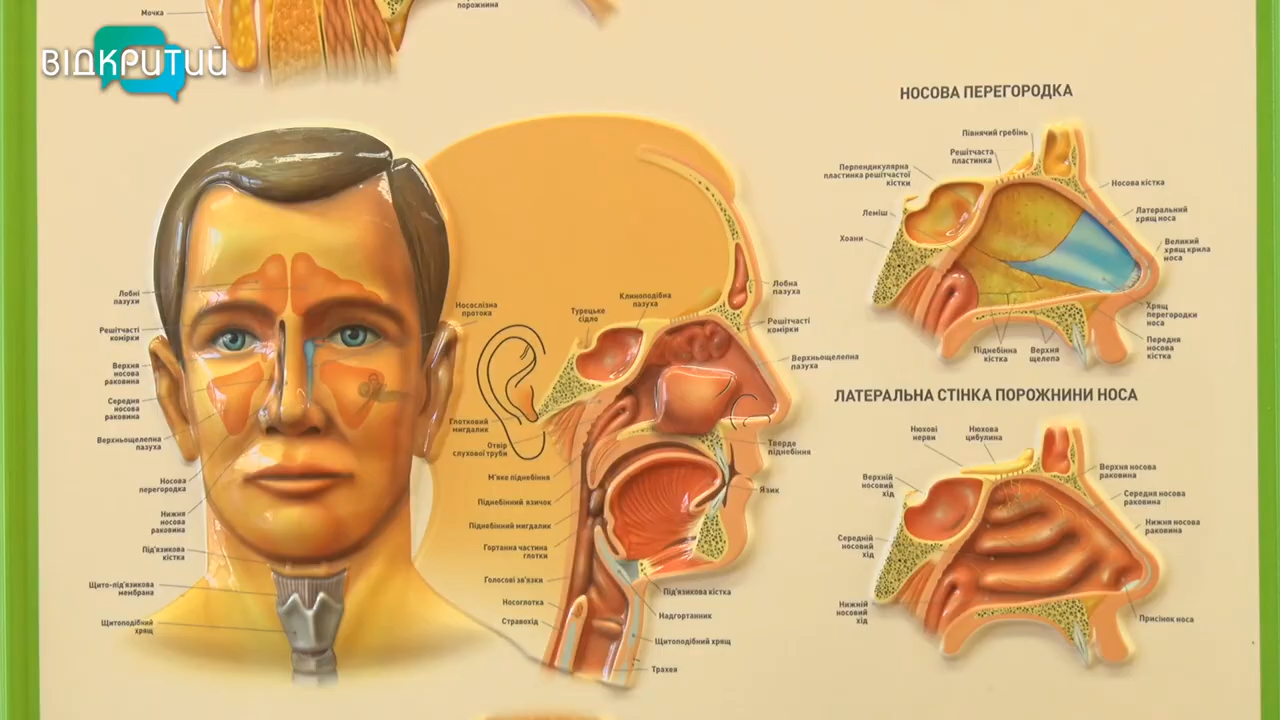 Мочка
порожнина
ВІДКРИТИЙ
НОСОВА ПЕРЕГОРОДКА
Півнячий гребінь
Решітчаста
пластинка
Перпендикулярна
пластинка решітчастої
кістки
Леміш
Хоани
Носова кістка
Латеральний
хрящ носа
Великий
хрящ крила
носа
Хрящ
перегородки
носа
Передня
носова
кістка
Піднебінна
кістка
Верхня
щелепа
Лобні
пазухи
Решітчасті
комірки
Верхня
носова
раковина
Середня
носова
раковина
Верхньощелепна
пазуха
Носова
перегородка
Нижня
носова
раковина
Під'язикова
кістка
Щито-під'язикова
мембрана
Щитоподібний
хрящ
Носослізна
протока
Турецьке
сідло
Клиноподібна
пазуха
Лобна
пазуха
Решітчасті
комірки
Верхньощелепна
пазуха
Глотковий
мигдалик
Отвір
слухової труби
М'яке піднебіння
Піднебінний язичок
Піднебінний мигдалик
Гортанна частина
глотки
Голосові зв'язки
Носоглотка
Стравохід
Тверде
піднебіння
Язик
Під'язикова кістка
Надгортанник
Щитоподібний хрящ
Трахея
ЛАТЕРАЛЬНА СТІНКА ПОРОЖНИНИ НОСА
Нюхові
нерви
Нюхова
цибулина
Верхній
носовий
хід
Середній
носовий
хід
Нижній
носовий
хід
Верхня носова
раковина
Середня носова
раковина
Нижня носова
раковина
Присінок носа